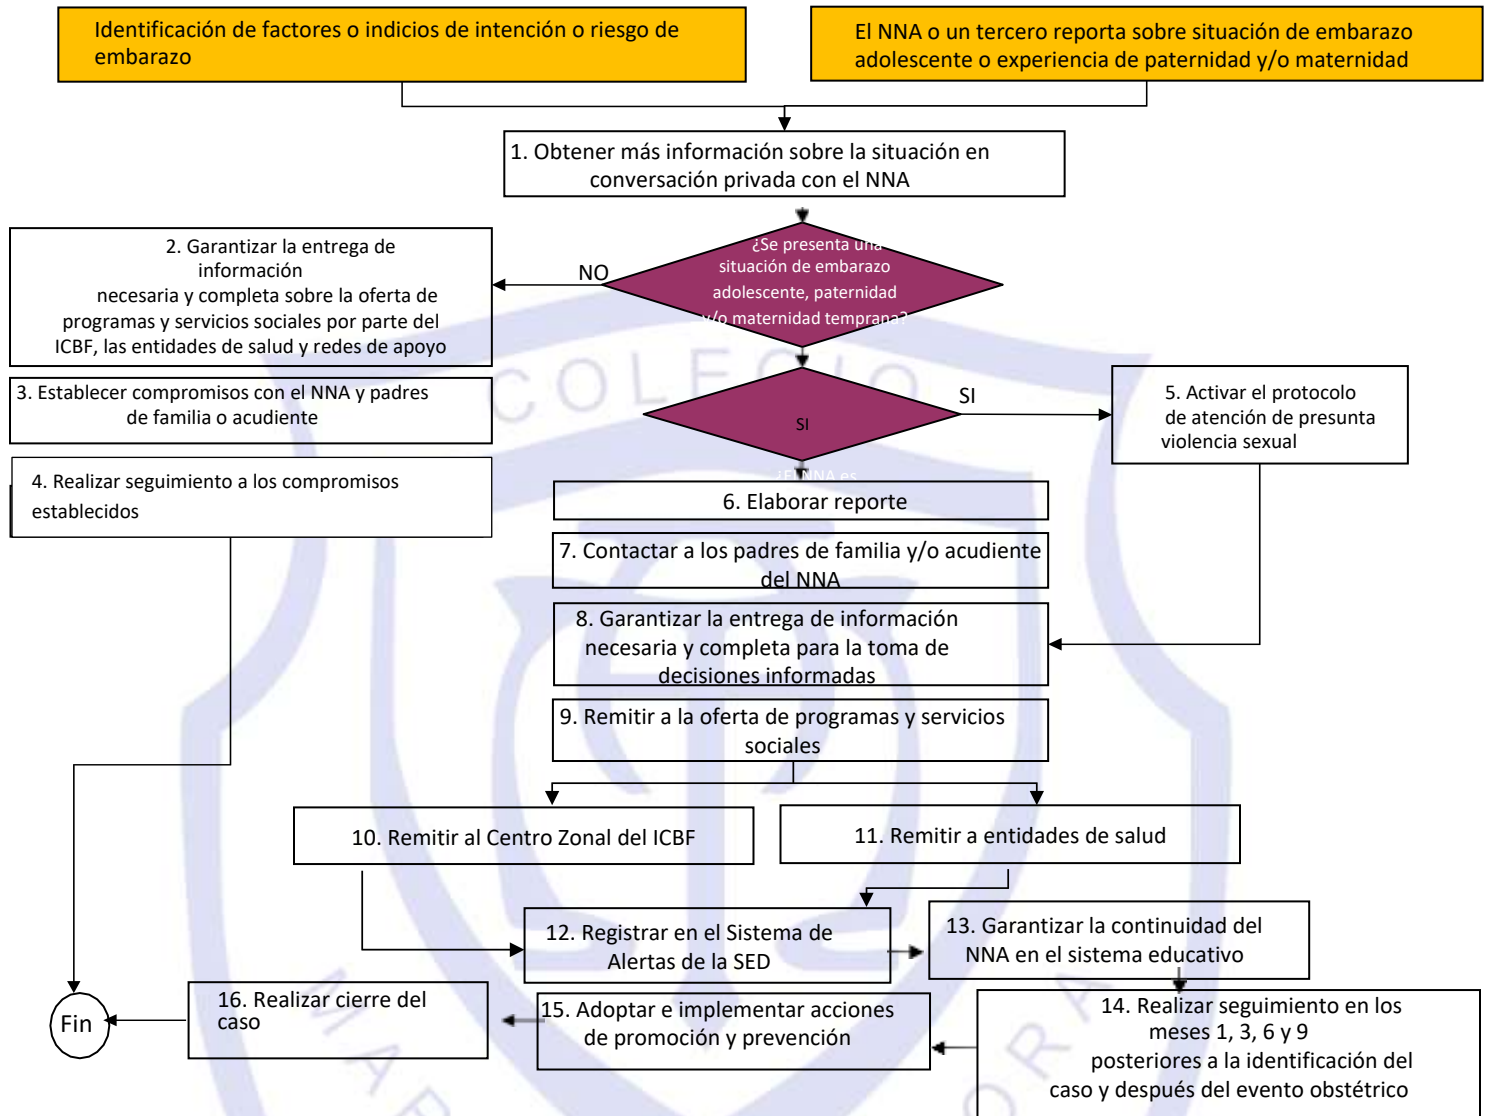 Identificación de factores o indicios de intención o riesgo de
embarazo
El NNA o un tercero reporta sobre situación de embarazo
adolescente o experiencia de paternidad y/o maternidad
1. Obtener más información sobre la situación en
conversación privada con el NNA
2. Garantizar la entrega de
información
necesaria y completa sobre la oferta de
programas y servicios sociales por parte del
ICBF, las entidades de salud y redes de apoyo
NO
¿Se presenta una
situación de embarazo
adolescente, paternidad
y/o maternidad temprana?
COLEGIO
3. Establecer compromisos con el NNA y padres
de familia o acudiente
SI
SI
5. Activar el protocolo
de atención de presunta
violencia sexual
4. Realizar seguimiento a los compromisos
establecidos
¿El NNA es
6. Elaborar reporte
7. Contactar a los padres de familia y/o acudiente
del NNA
8. Garantizar la entrega de información
necesaria y completa para la toma de
decisiones informadas
9. Remitir a la oferta de programas y servicios
sociales
10. Remitir al Centro Zonal del ICBF
11. Remitir a entidades de salud
12. Registrar en el Sistema de
Alertas de la SED
13. Garantizar la continuidad del
NNA en el sistema educativo
14. Realizar seguimiento en los
meses 1, 3, 6 y 9
posteriores a la identificación del
caso y después del evento obstétrico
15. Adoptar e implementar acciones
de promoción y prevención
16. Realizar cierre del
caso
Fin